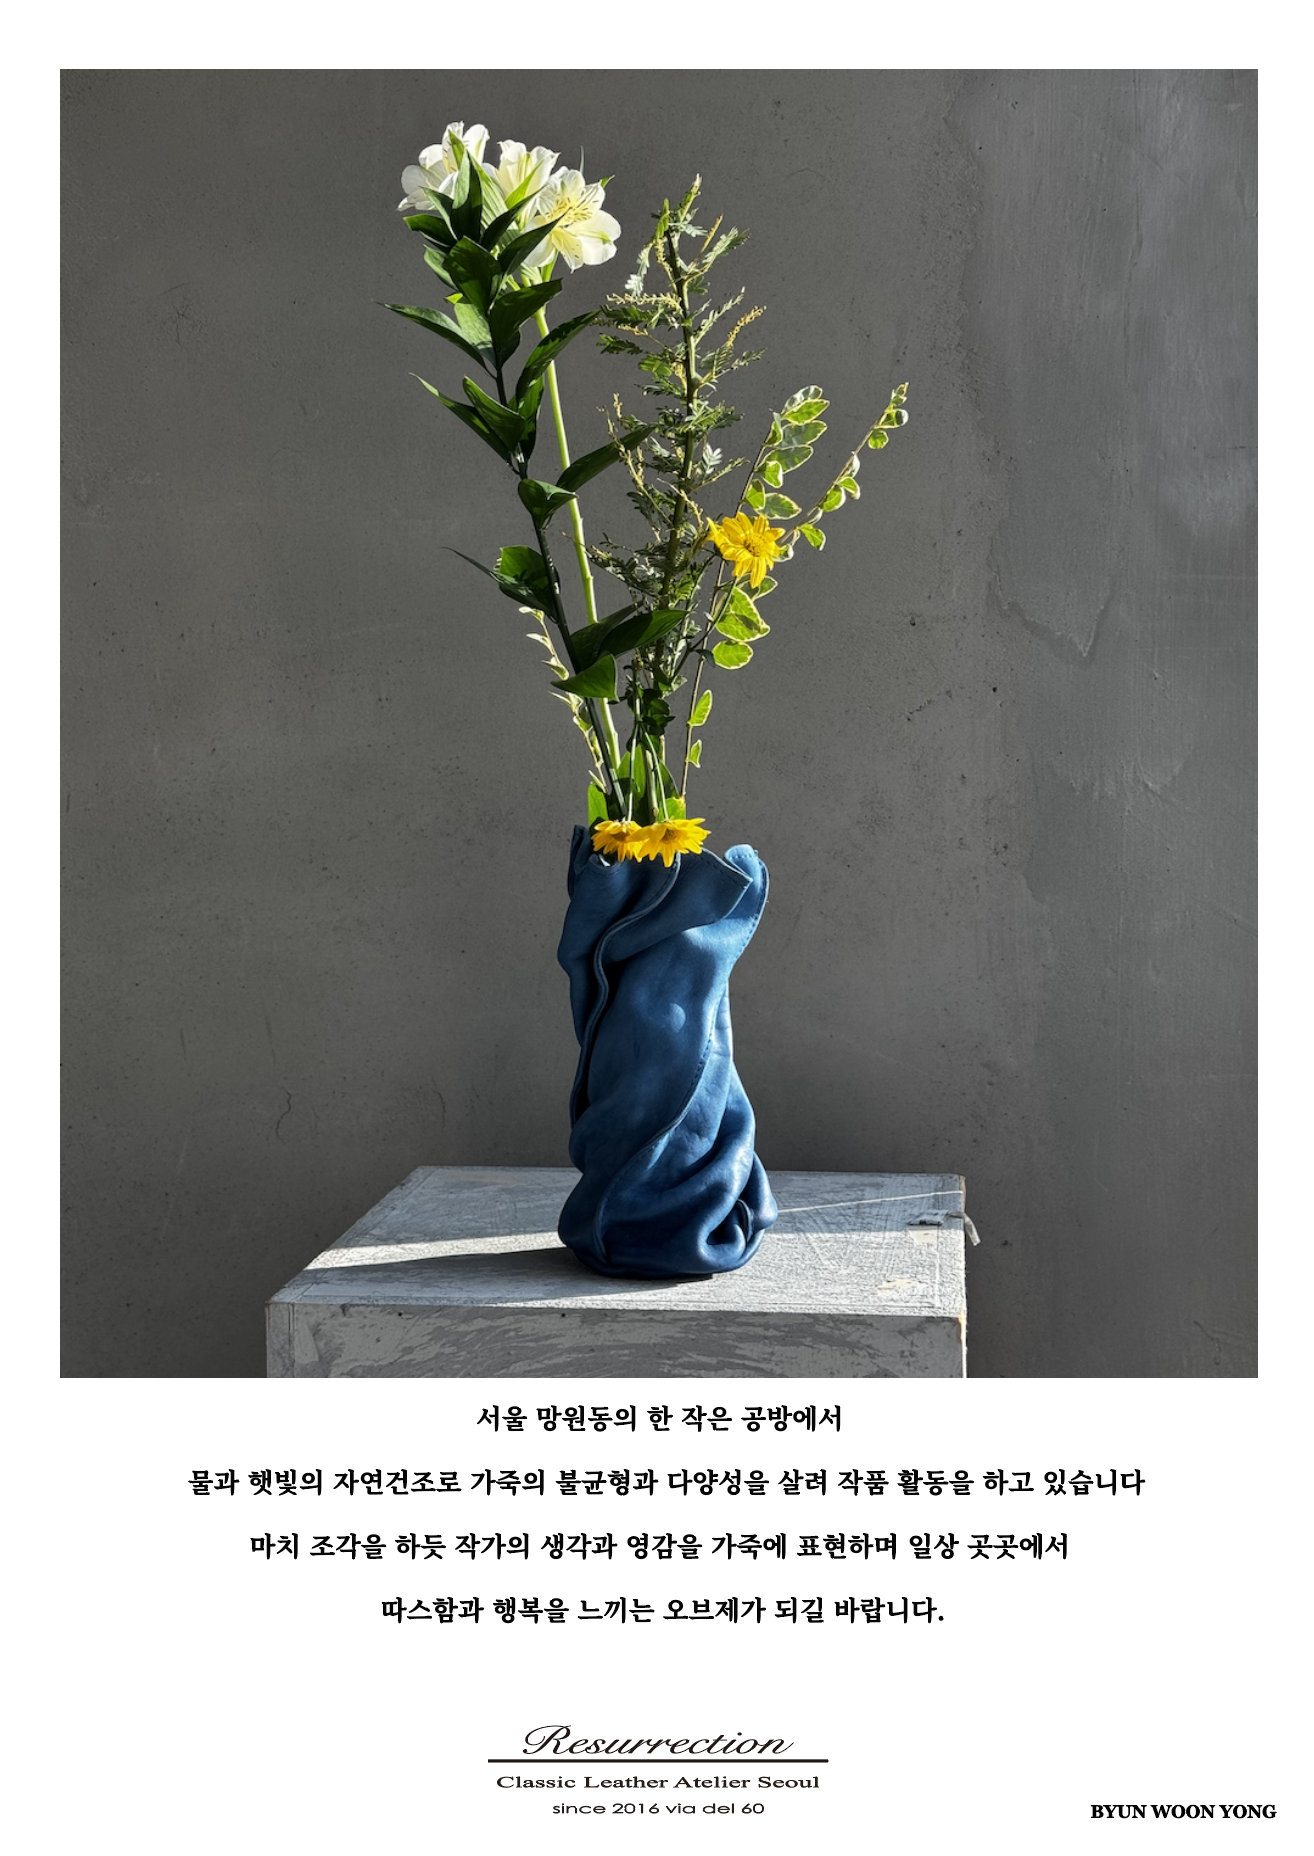 서울 망원동의 한 작은 공방에서
물과 햇빛의 자연건조로 가죽의 불균형과 다양성을 살려 작품 활동을 하고 있습니다
마치 조각을 하듯 작가의 생각과 영감을 가죽에 표현하며 일상 곳곳에서
따스함과 행복을 느끼는 오브제가 되길 바랍니다.
Resurrection
Classic Leather Atelier Seoul
since 2016 via del 60
BYUN WOON YONG